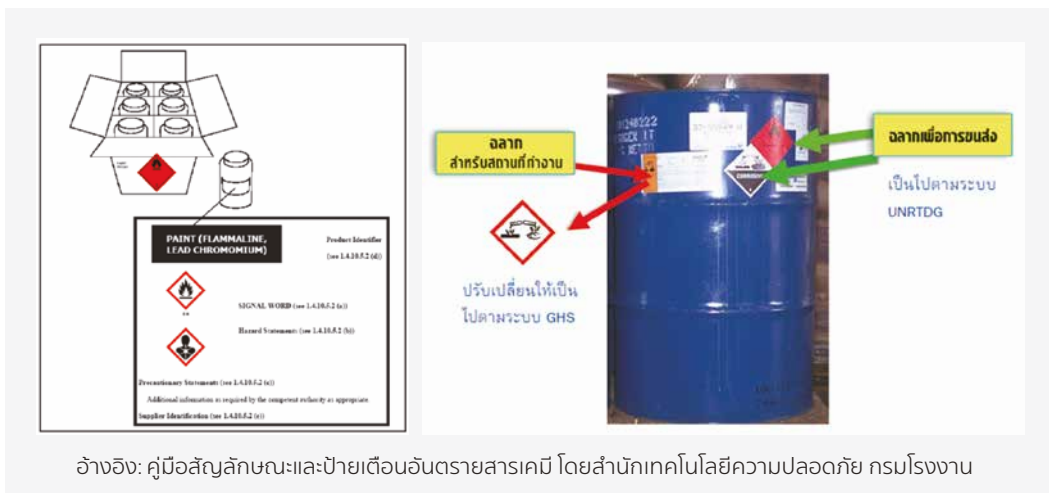 PAINT (FLAMMALINE,
LEAD CHROMOMIUM)
Product Identifier
(see 1.4.10.5.2 (d))
SIGNAL WORD (see 1.4.10.5.2 (a))
Hazard Statements (see 1.4.10.5.2 (b))
Precautionary Statements (see 1.4.10.5.2 (c))
Additional information as required by the competent authority as appropriate.
Supplier Identification (see 1.4.10.5.2 (e))
ฉลาก
สำหรับสถานที่ทำงาน
ปรับเปลี่ยนให้เป็น
ไปตามระบบ GHS
CORROSIVE
ฉลากเพื่อการขนส่ง
เป็นไปตามระบบ
UNRTDG
อ้างอิง: คู่มือสัญลักษณะและป้ายเตือนอันตรายสารเคมี โดยสำนักเทคโนโลยีความปลอดภัย กรมโรงงาน